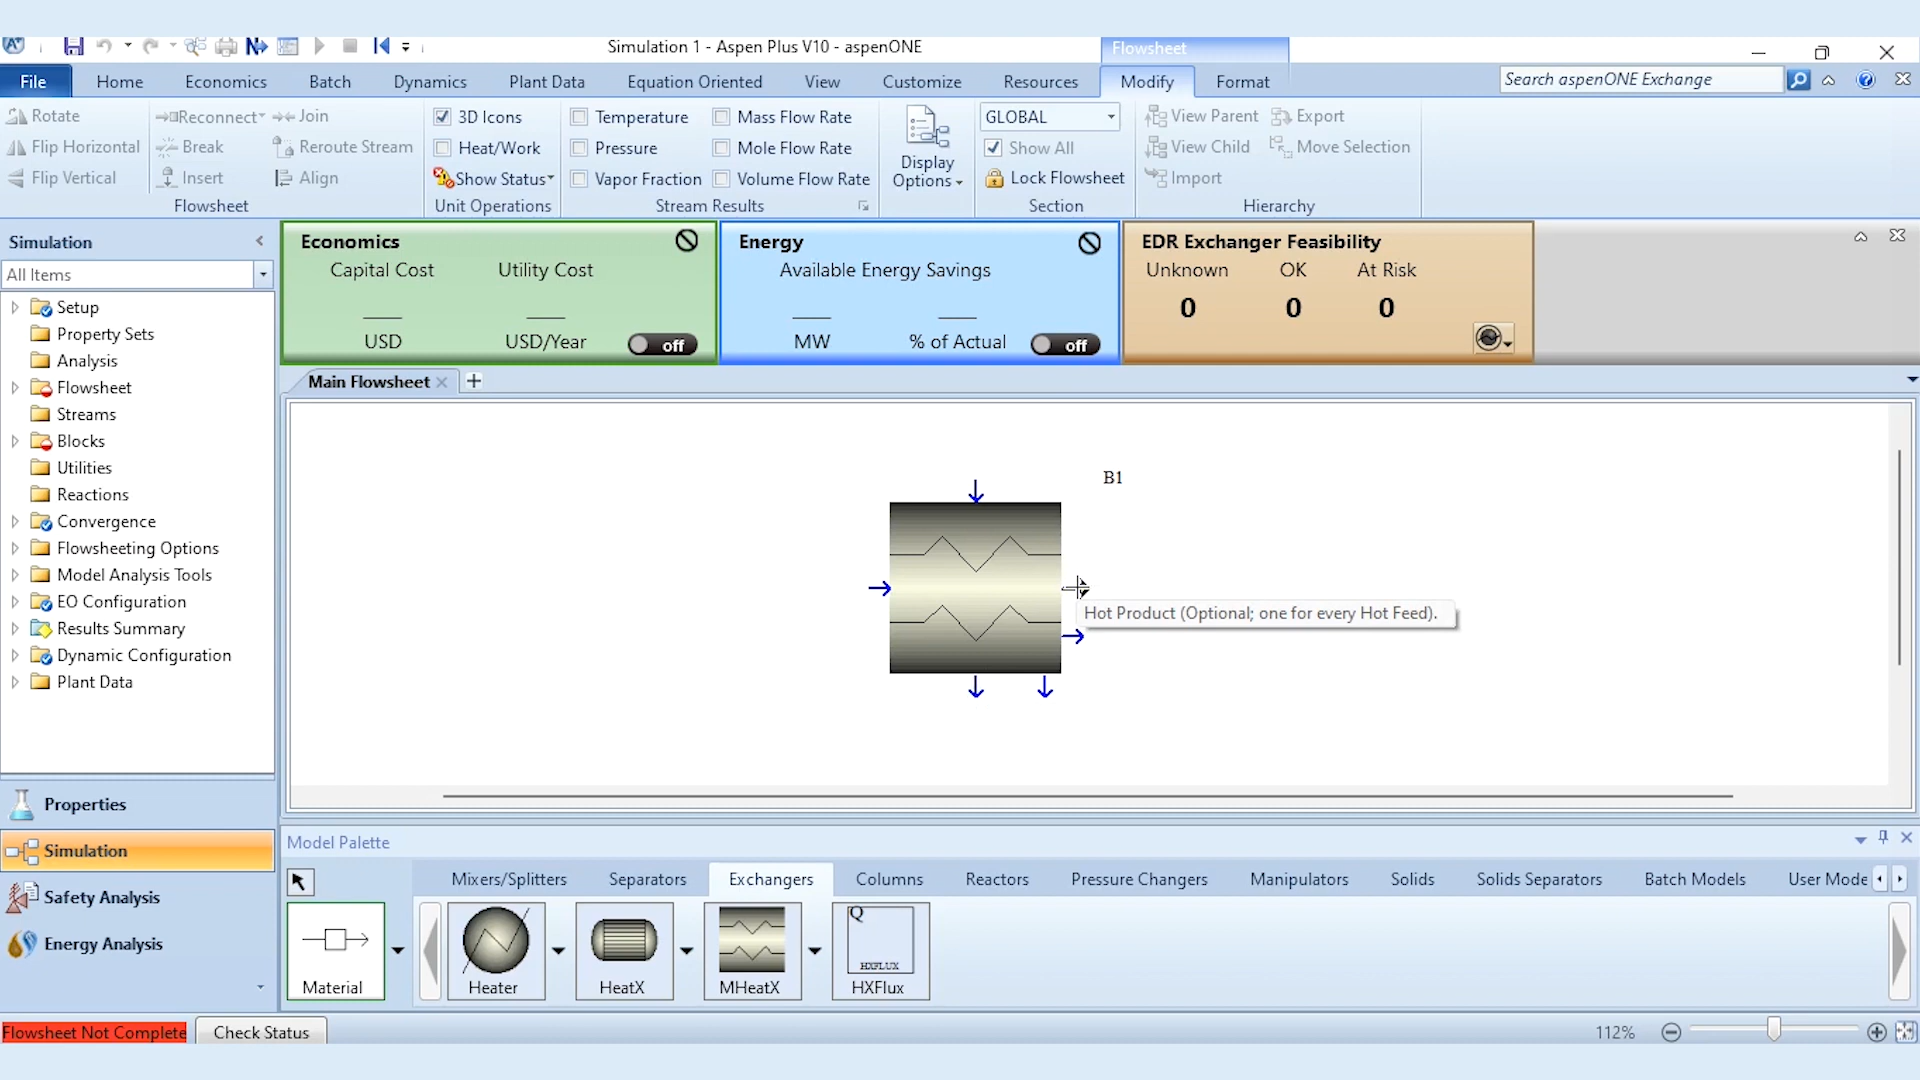 Simulation 1 - Aspen Plus V10 - aspenONE
Flowsheet
File Home Economics Batch Dynamics Plant Data Equation Oriented View Customize Resources Modify Format
Search aspenONE Exchange
Rotate
Flip Horizontal
Flip Vertical
Reconnect
Break
Insert
Join
Reroute Stream
Align
Flowsheet
3D Icons
Heat/Work
Show Status
Unit Operations
Temperature
Pressure
Vapor Fraction
Mass Flow Rate
Mole Flow Rate
Volume Flow Rate
Stream Results
Display
Options
GLOBAL
Show All
Lock Flowsheet
Section
View Parent
View Child
Import
Export
Move Selection
Hierarchy
Simulation
All Items
Setup
Property Sets
Analysis
Flowsheet
Streams
Blocks
Utilities
Reactions
Convergence
Flowsheeting Options
Model Analysis Tools
EO Configuration
Results Summary
Dynamic Configuration
Plant Data
Properties
Simulation
Safety Analysis
Energy Analysis
Economics
Capital Cost Utility Cost
USD USD/Year off
Energy
Available Energy Savings
MW % of Actual off
EDR Exchanger Feasibility
Unknown OK At Risk
0 0 0
Main Flowsheet
B1
Hot Product (Optional; one for every Hot Feed).
Model Palette
Mixers/Splitters Separators Exchangers Columns Reactors Pressure Changers Manipulators Solids Solids Separators Batch Models User Mode
Q
HXFLUX
Material Heater HeatX MHeatX HXFlux
Flowsheet Not Complete Check Status
112%